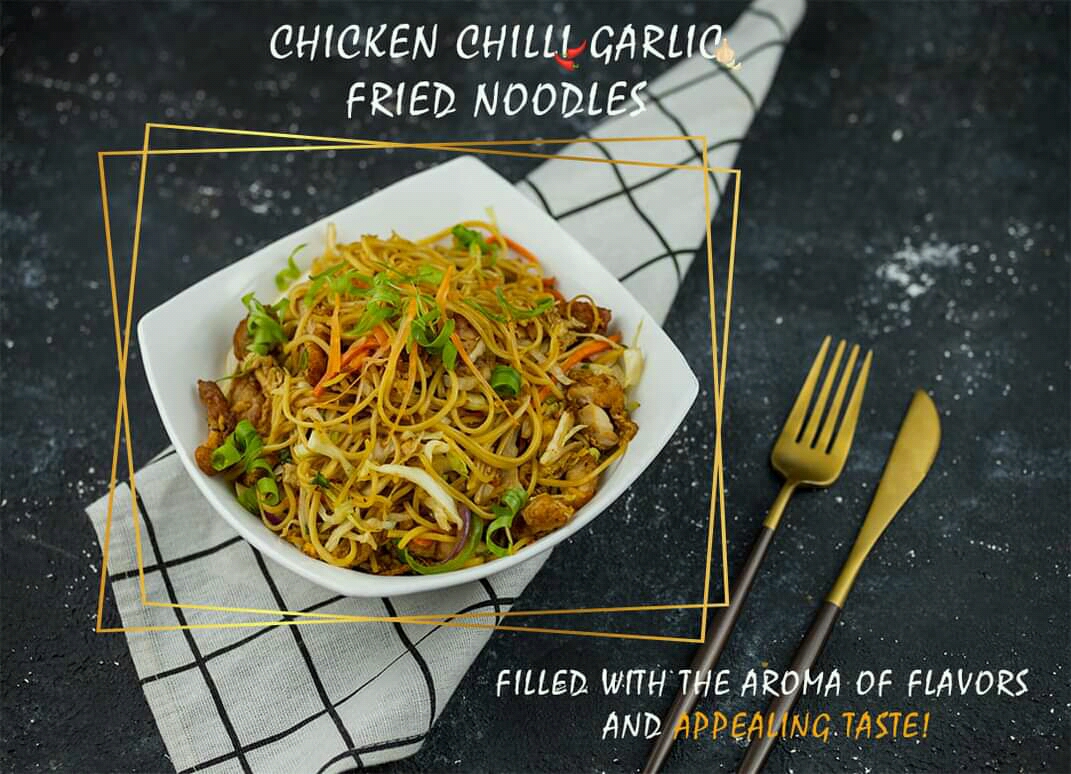 CHICKEN CHILLI GARLIC
FRIED NOODLES
FILLED WITH THE AROMA OF FLAVORS
AND APPEALING TASTE!